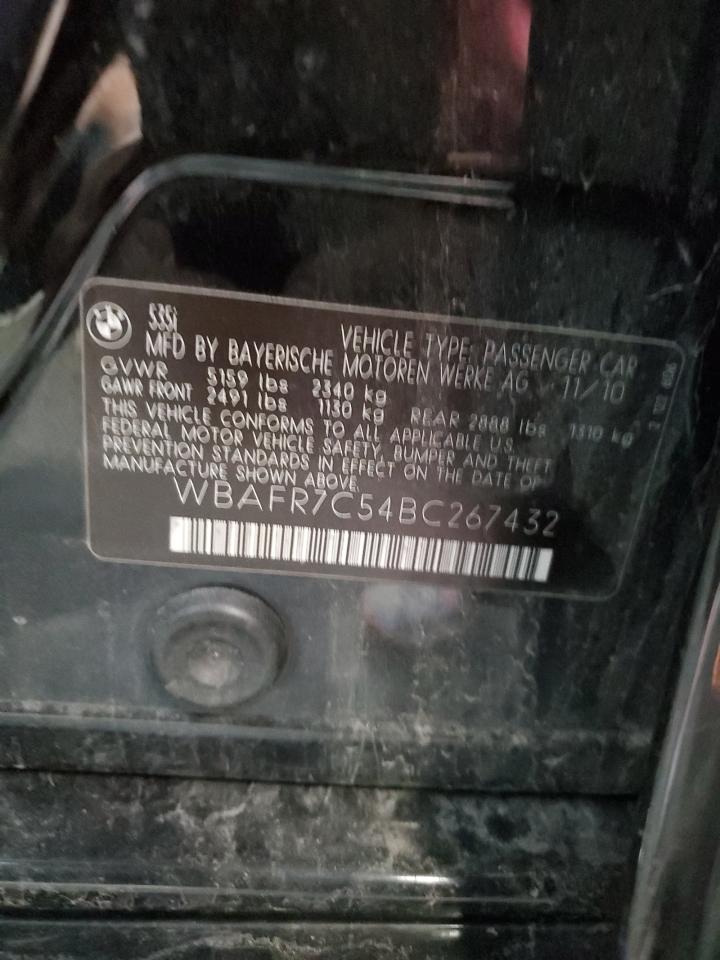 535i
VEHICLE TYPE: PASSENGER CAR
MFD BY BAYERISCHE MOTOREN WERKE AG 11/10
GVWR 5159 lbs 2340 kg
GAWR FRONT 2491 lbs 1130 kg REAR 2888 lbs 1310 kg
THIS VEHICLE CONFORMS TO ALL APPLICABLE U.S.
FEDERAL MOTOR VEHICLE SAFETY, BUMPER AND THEFT
PREVENTION STANDARDS IN EFFECT ON THE DATE OF
MANUFACTURE SHOWN ABOVE.
WBAFR7C54BC267432